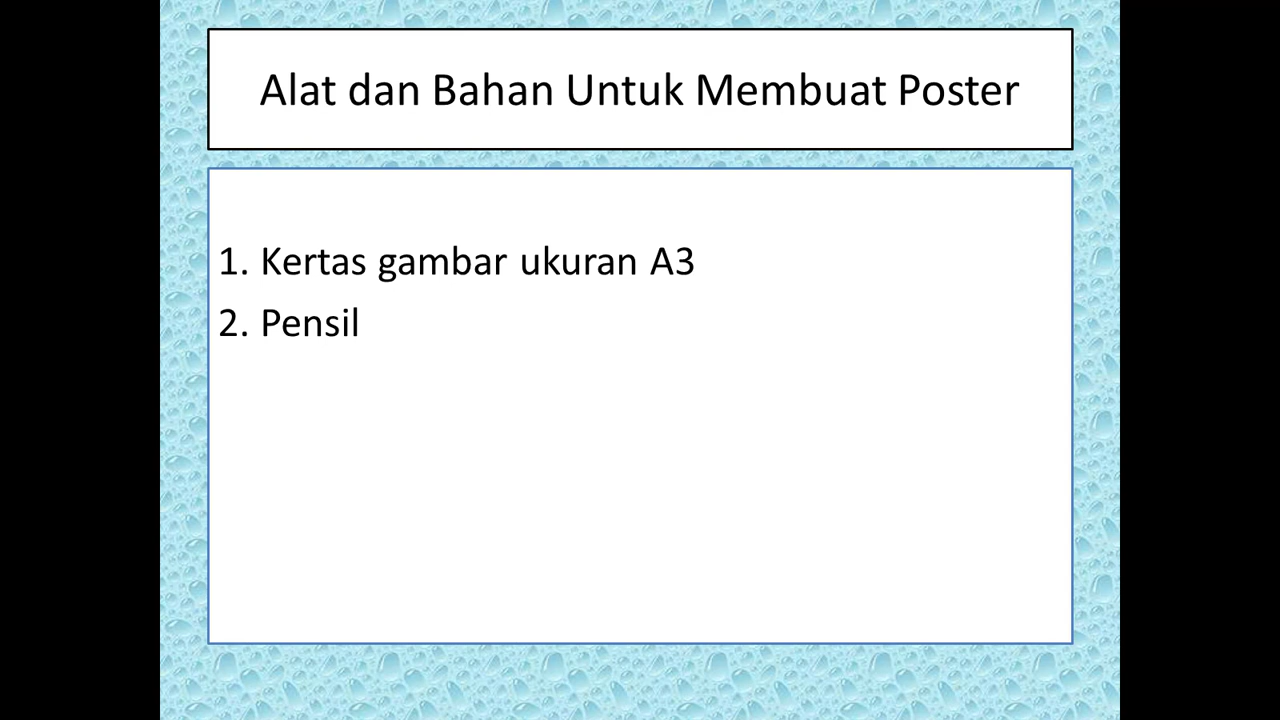 Alat dan Bahan Untuk Membuat Poster
1. Kertas gambar ukuran A3
2. Pensil